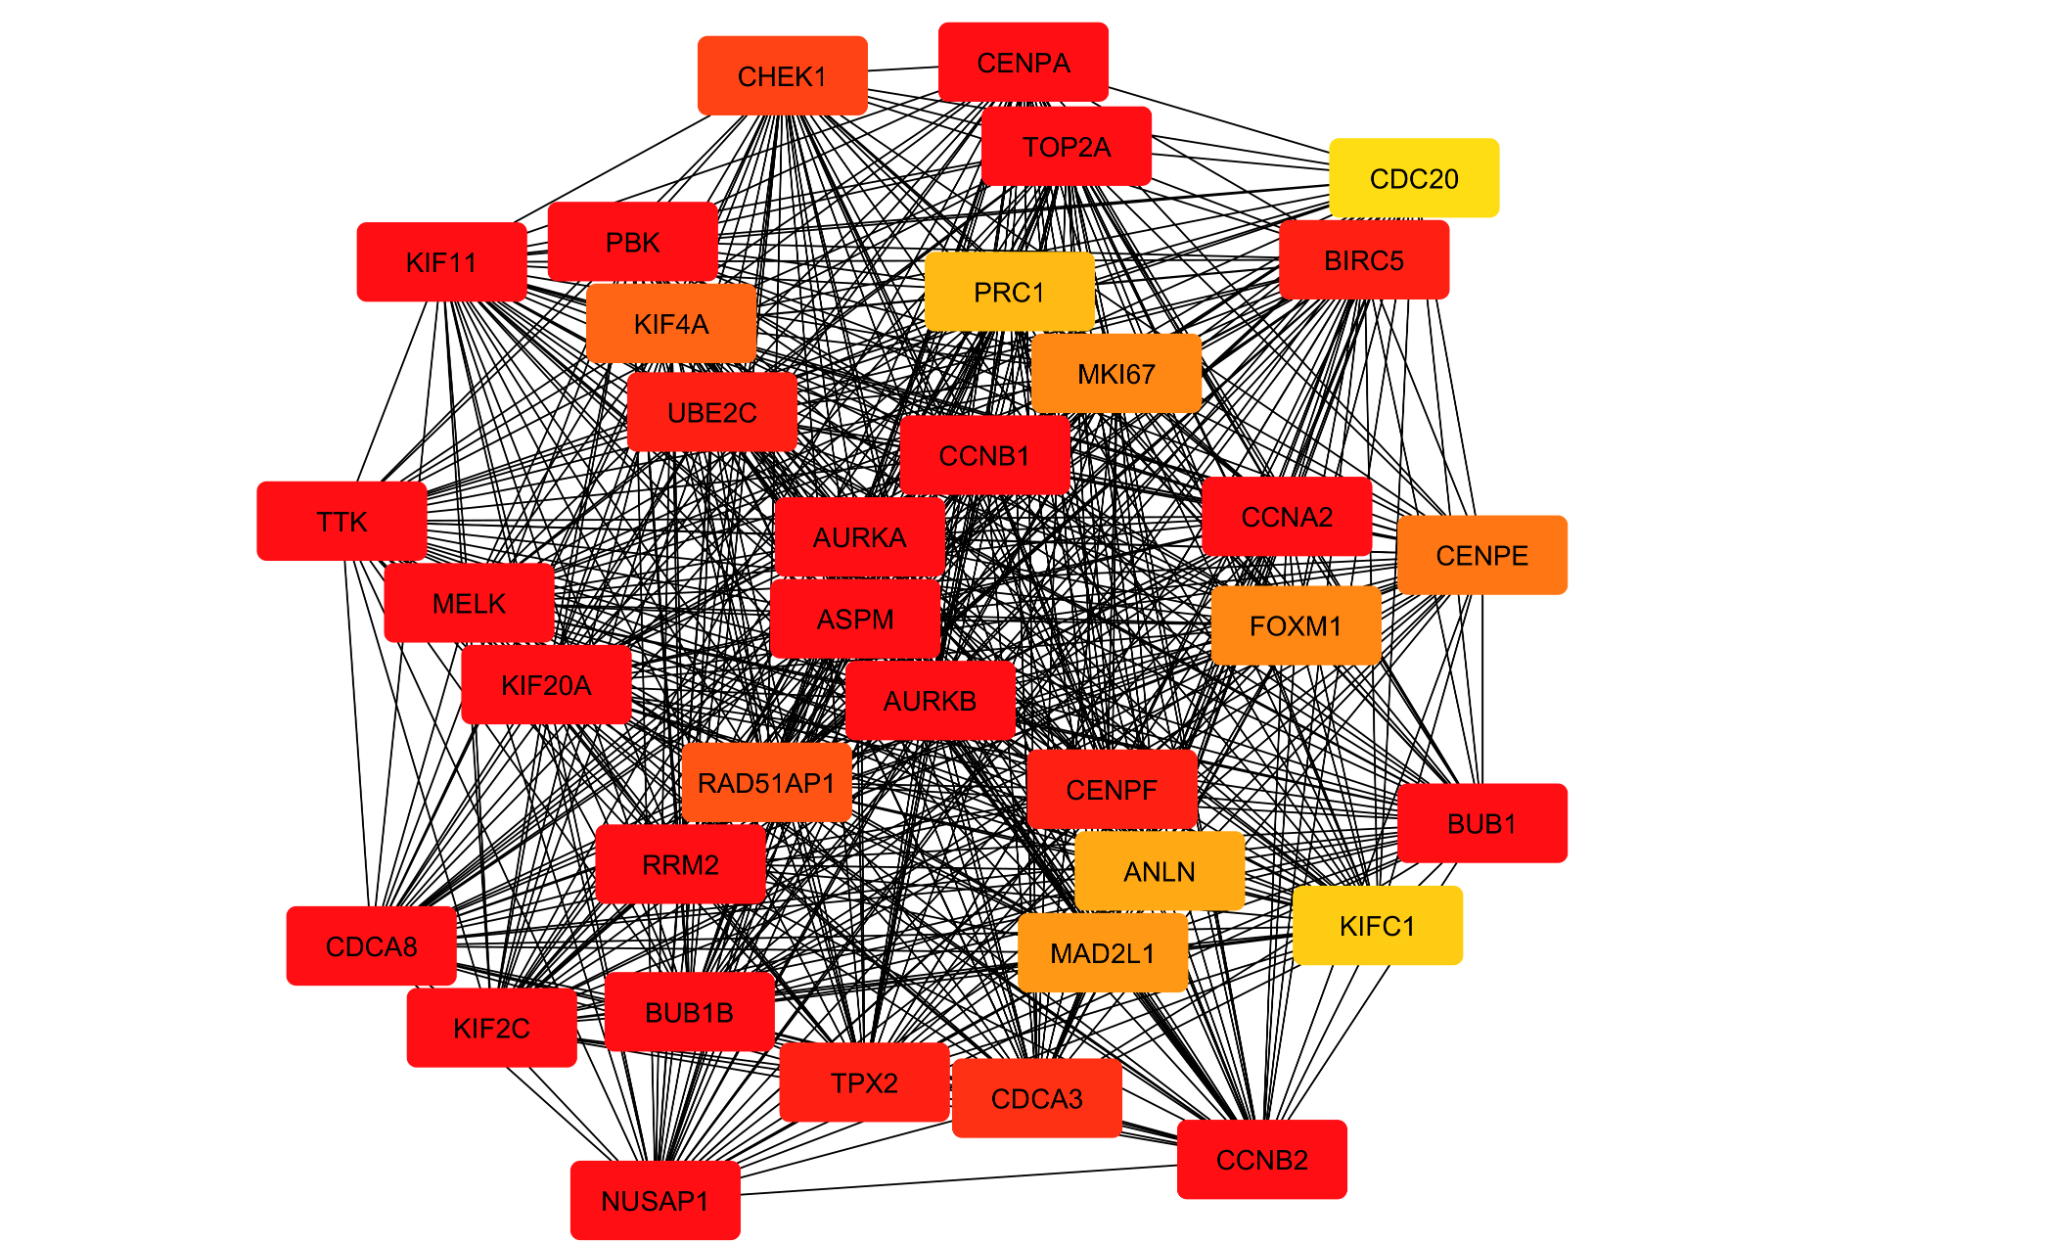 CENPA
CHEK1
TOP2A
CDC20
PBK
KIF11
BIRC5
PRC1
KIF4A
MKI67
UBE2C
CCNB1
CCNA2
TTK
AURKA
CENPE
MELK
ASPM
FOXM1
KIF20A
AURKB
RAD51AP1
CENPF
BUB1
RRM2
ANLN
KIFC1
CDCA8
MAD2L1
BUB1B
KIF2C
TPX2
CDCA3
CCNB2
NUSAP1